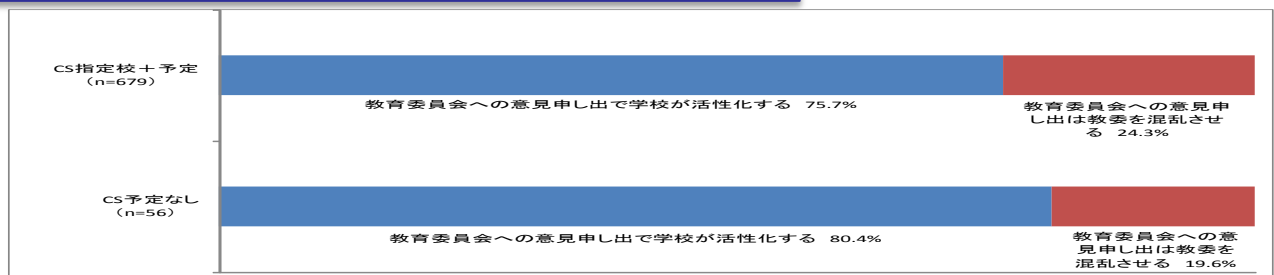 CS指定校＋予定
（n=679）
教育委員会への意見申し出で学校が活性化する 75.7%
教育委員会への意見申
し出は教委を混乱させ
る 24.3%
CS予定なし
（n=56）
教育委員会への意見申し出で学校が活性化する 80.4%
教育委員会への意
見申し出は教委を
混乱させる 19.6%